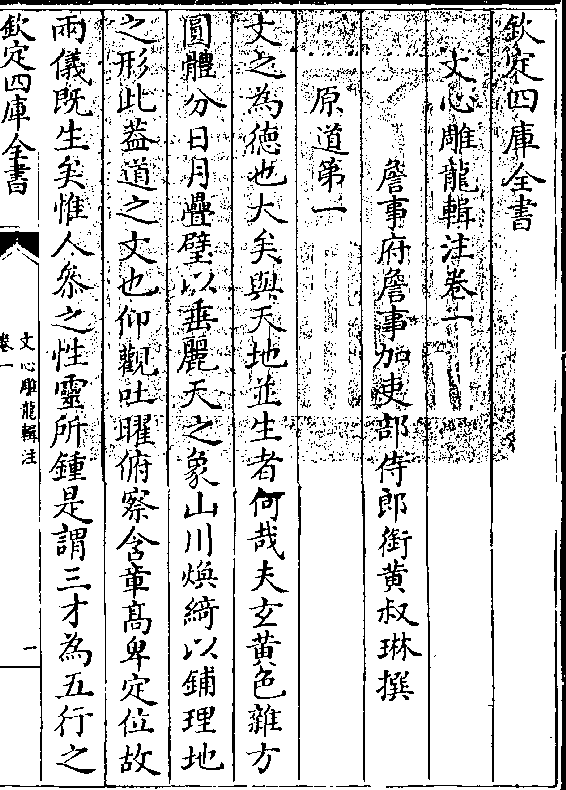 欽定四庫全書
文心雕龍輯注卷一
詹事府詹事加吏部侍郎銜黄叔琳撰
原道第一
文之為德也大矣與天地並生者何哉夫玄黄色雜方
圓體分日月疊璧以垂麗天之象山川煥綺以鋪理地
之形此蓋道之文也仰觀吐曜俯察含章髙卑定位故
兩儀既生矣惟人叅之性靈所鍾是謂三才為五行之
欽定四庫全書
文心雕龍輯注
卷一
一